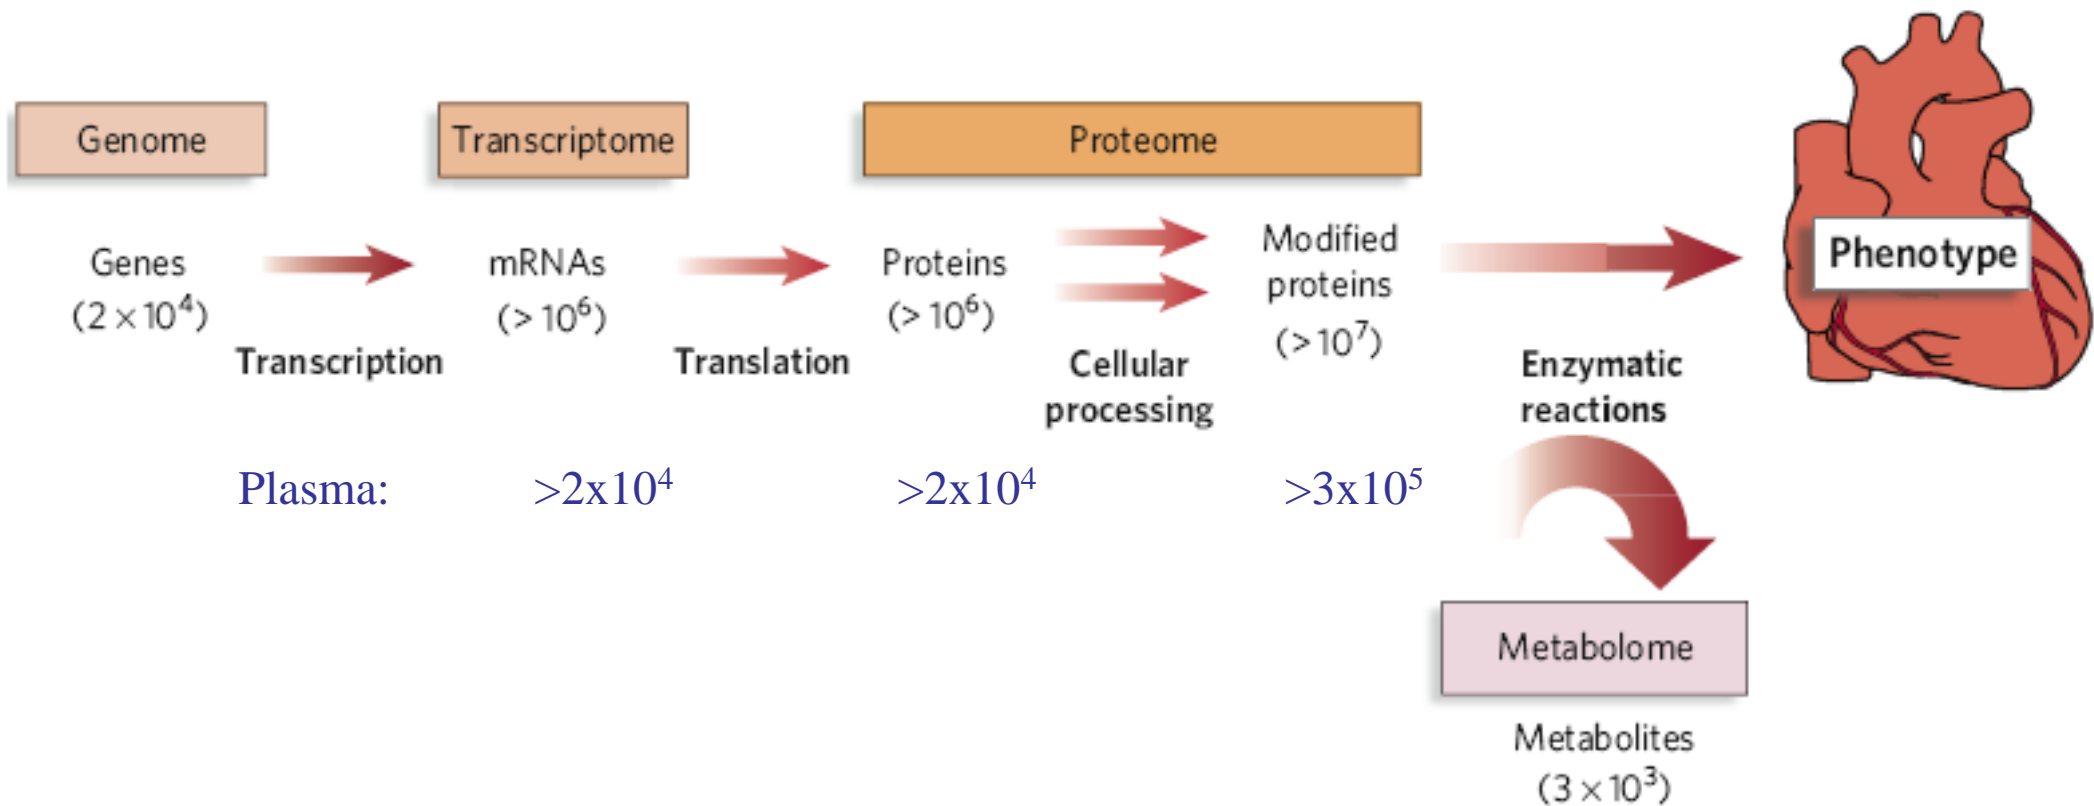 Genome
Transcriptome
Proteome
Phenotype
Genes
(2 × 10⁴)
Transcription
mRNAs
(> 10⁶)
Translation
Proteins
(> 10⁶)
Cellular
processing
Modified
proteins
(> 10⁷)
Enzymatic
reactions
Plasma: >2x10⁴ >2x10⁴ >3x10⁵
Metabolome
Metabolites
(3 × 10³)